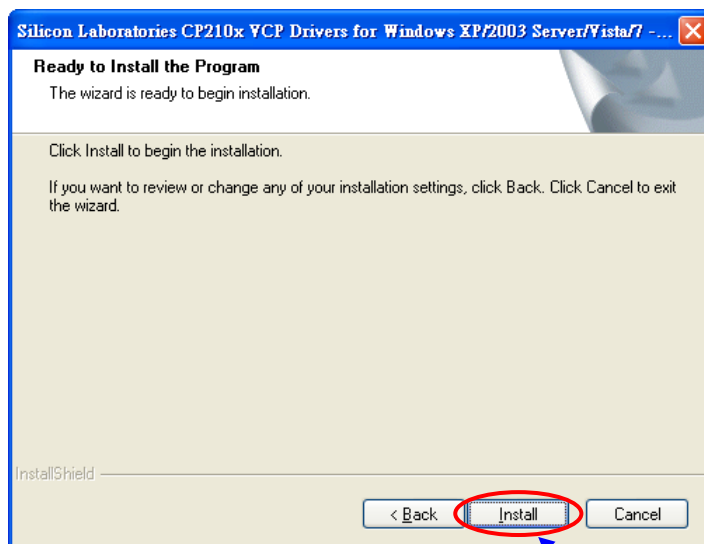 Silicon Laboratories CP210x VCP Drivers for Windows XP/2003 Server/Vista/7 -...
Ready to Install the Program
The wizard is ready to begin installation.
Click Install to begin the installation.
If you want to review or change any of your installation settings, click Back. Click Cancel to exit
the wizard.
InstallShield
< Back Install Cancel